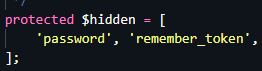 */
protected $hidden = [
'password', 'remember_token',
];